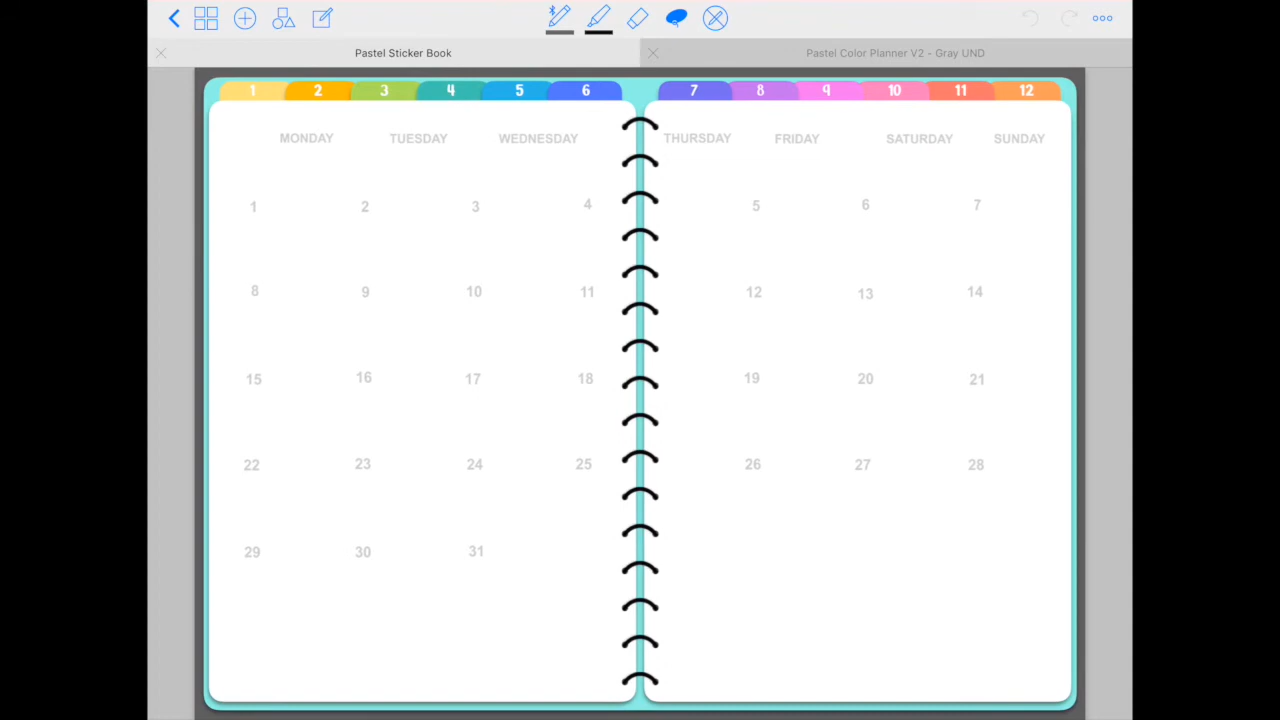 Pastel Sticker Book Pastel Color Planner V2 - Gray UND
1 2 3 4 5 6 7 8 9 10 11 12
MONDAY TUESDAY WEDNESDAY THURSDAY FRIDAY SATURDAY SUNDAY
1 2 3 4 5 6 7
8 9 10 11 12 13 14
15 16 17 18 19 20 21
22 23 24 25 26 27 28
29 30 31